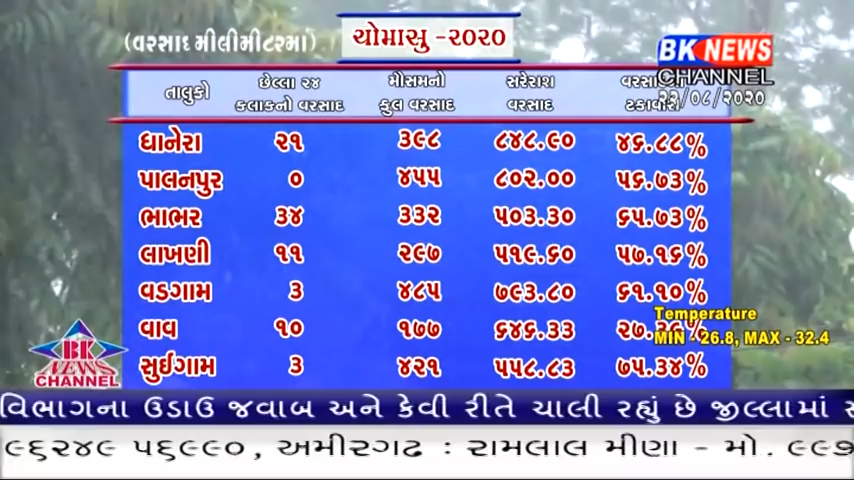 ચોમાસુ -૨૦૨૦
(વરસાદ મીલીમીટરમાં)
BK NEWS
CHANNEL
૨૨/૦૮/૨૦૨૦
તાલુકો છેલ્લા ૨૪ કલાકનો વરસાદ મૌસમનો કુલ વરસાદ સરેરાશ વરસાદ
ધાનેરા ૨૧ ૩૯૮ ૮૪૮.૯૦ ૪૬.૮૮%
પાલનપુર ૦ ૪૫૫ ૮૦૨.૦૦ ૫૬.૭૩%
ભાભર ૩૪ ૩૩૨ ૫૦૩.૩૦ ૬૫.૭૩%
લાખણી ૧૧ ૨૯૭ ૫૧૯.૬૦ ૫૭.૧૬%
વડગામ ૩ ૪૮૫ ૭૯૩.૮૦ ૬૧.૧૦%
વાવ ૧૦ ૧૭૭ ૬૪૬.૩૩
સુઈગામ ૩ ૪૨૧ ૫૫૮.૮૩ ૭૫.૩૪%
Temperature
MIN - 26.8, MAX - 32.4
BK
NEWS
CHANNEL
વિભાગના ઉડાઉ જવાબ અને કેવી રીતે ચાલી રહ્યું છે જીલ્લામાં
૯૬૨૪૯ ૫૬૯૯૦, અમીરગઢ : રામલાલ મીણા - મો. ૯૯૭